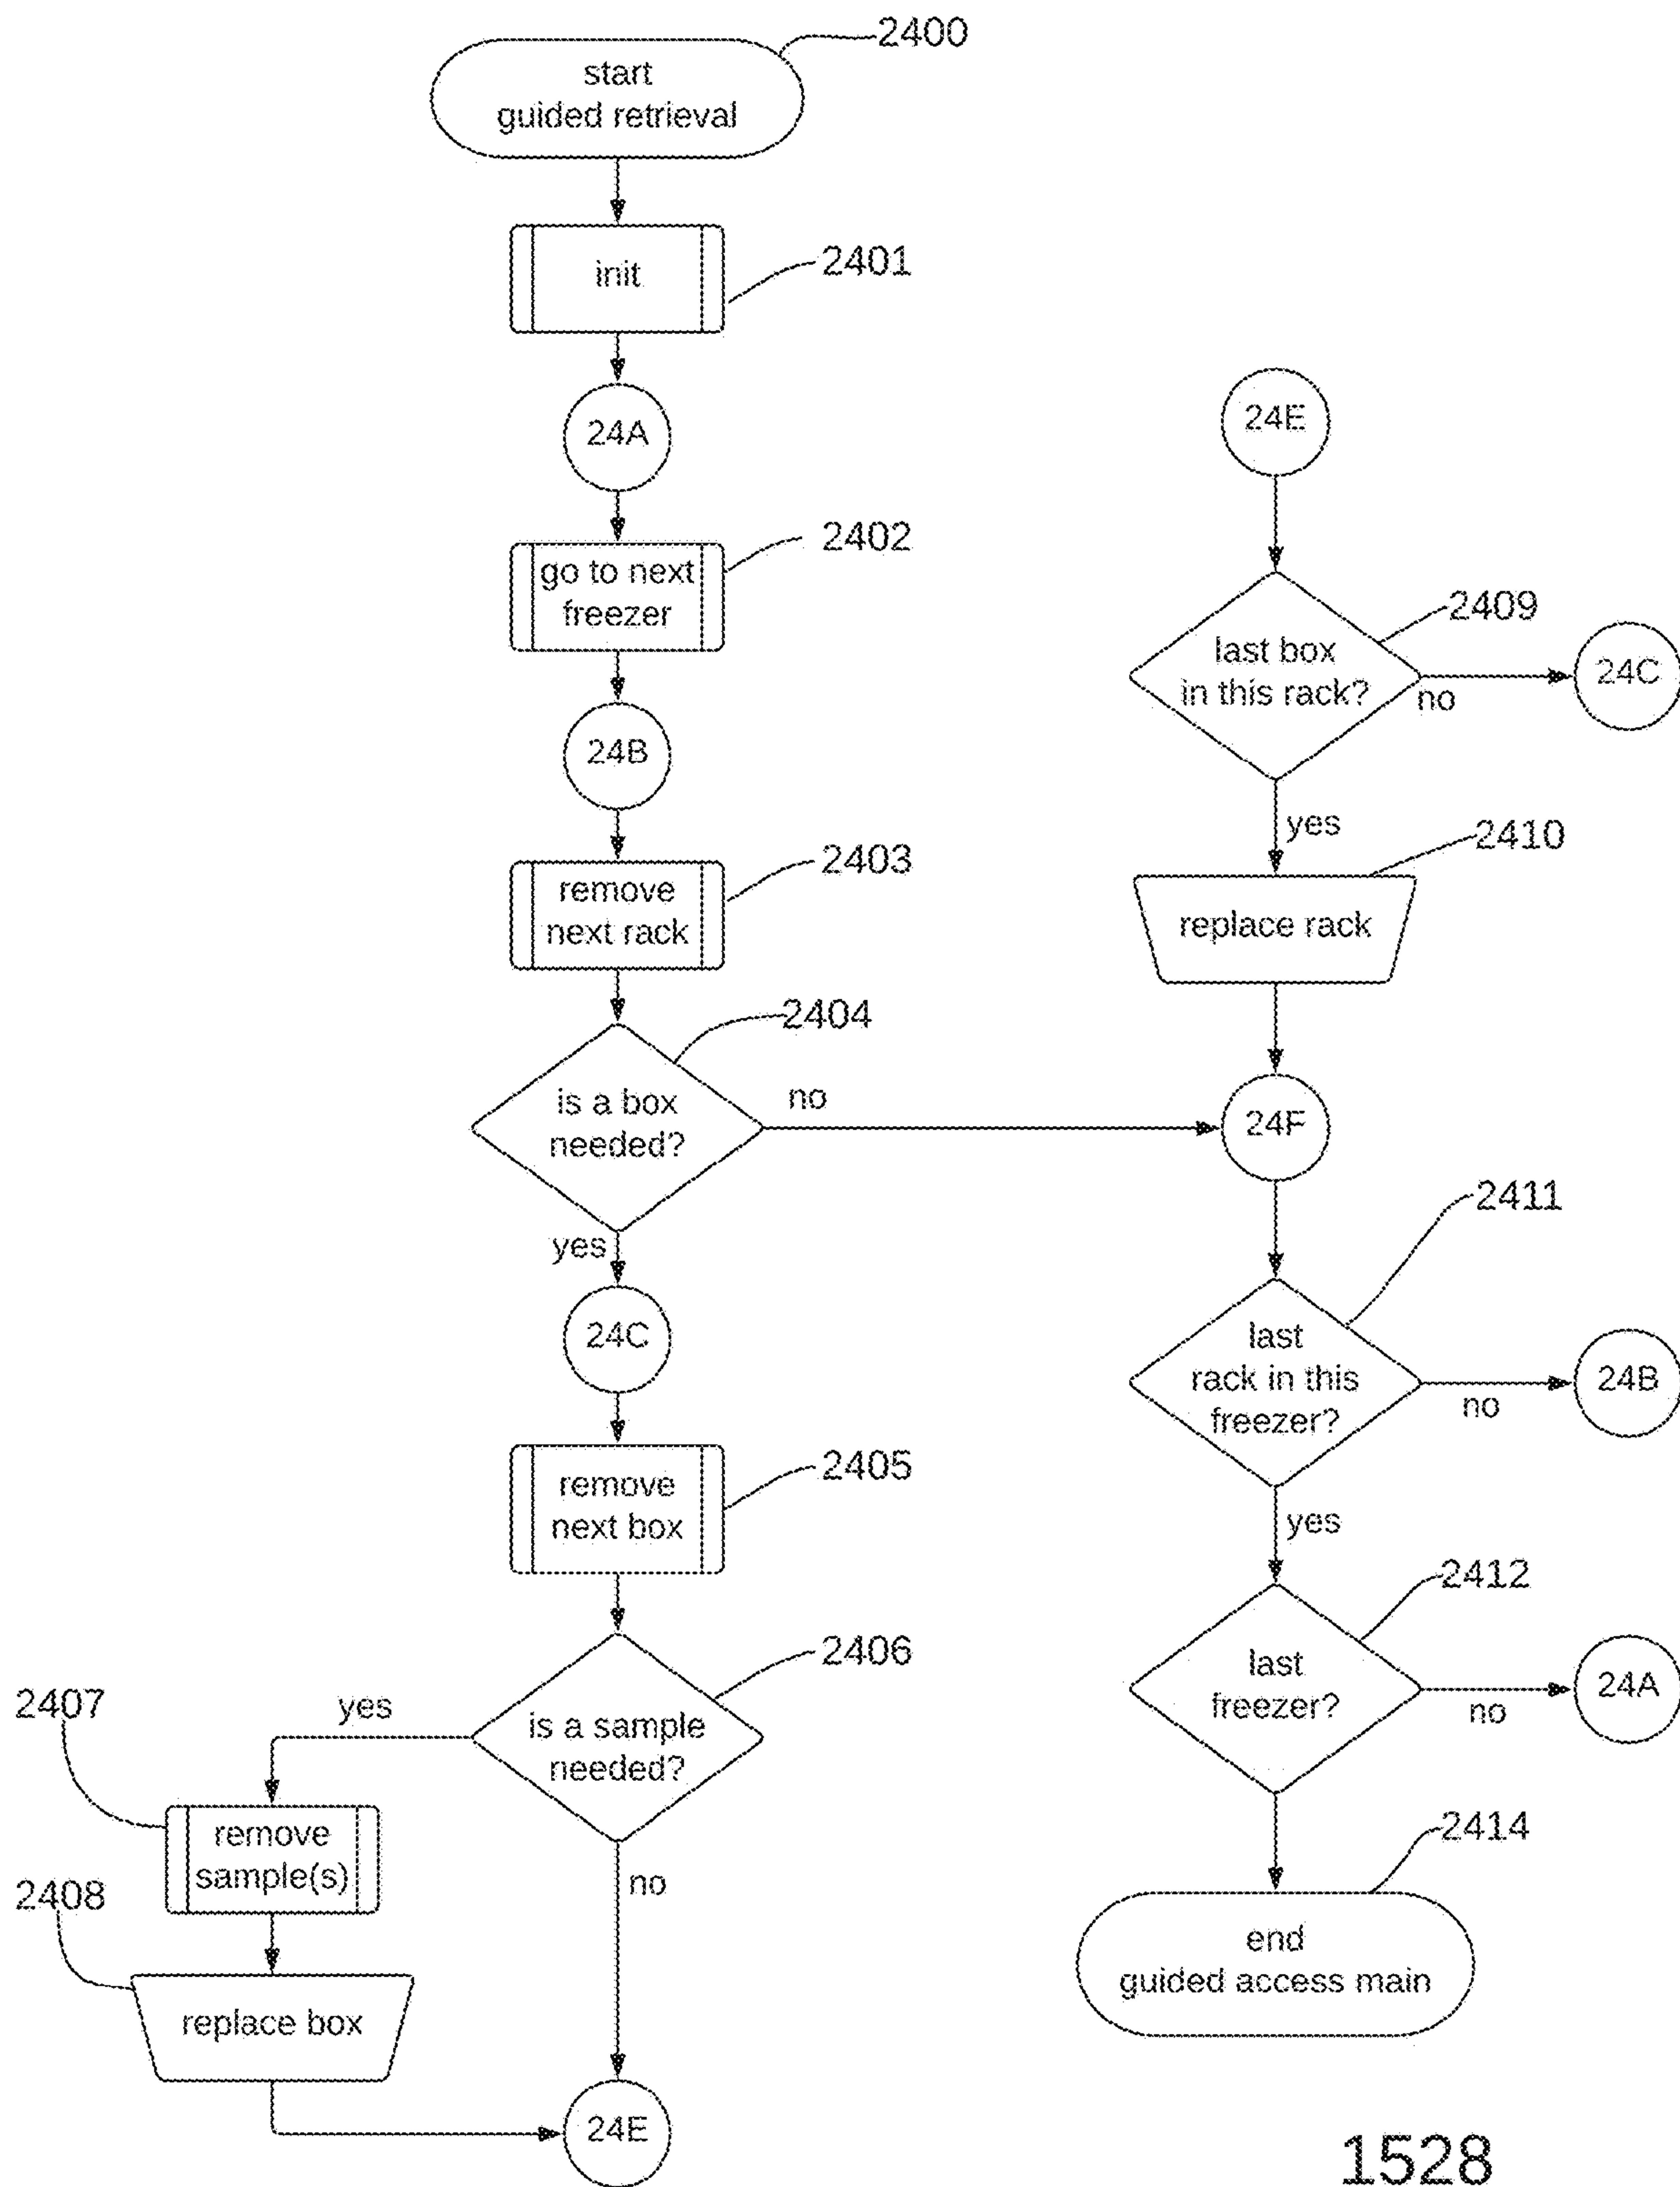 2400
start
guided retrieval
init
2401
24A
go to next
freezer
2402
24B
remove
next rack
2403
is a box
needed?
2404
no
yes
24C
remove
next box
2405
is a sample
needed?
2406
yes
no
2407
remove
sample(s)
2408
replace box
24E
24E
last box
in this rack?
2409
no
24C
yes
replace rack
2410
24F
last
rack in this
freezer?
2411
no
24B
yes
last
freezer?
2412
no
24A
2414
end
guided access main
1528